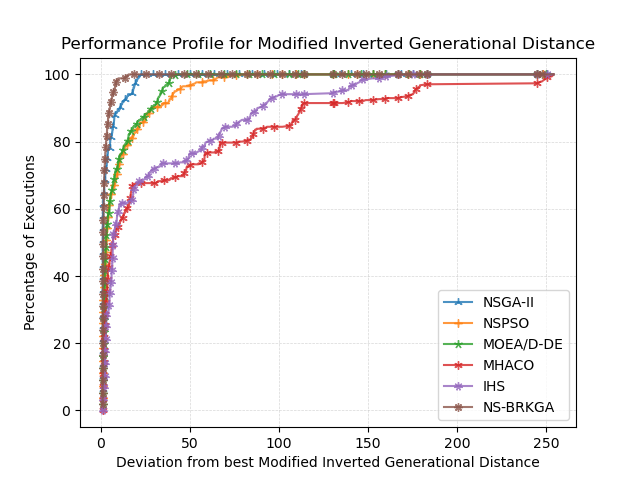 Performance Profile for Modified Inverted Generational Distance
Percentage of Executions
100
80
60
40
20
0
0
50
100
150
200
250
Deviation from best Modified Inverted Generational Distance
NSGA-II
NSPSO
MOEA/D-DE
MHACO
IHS
NS-BRKGA